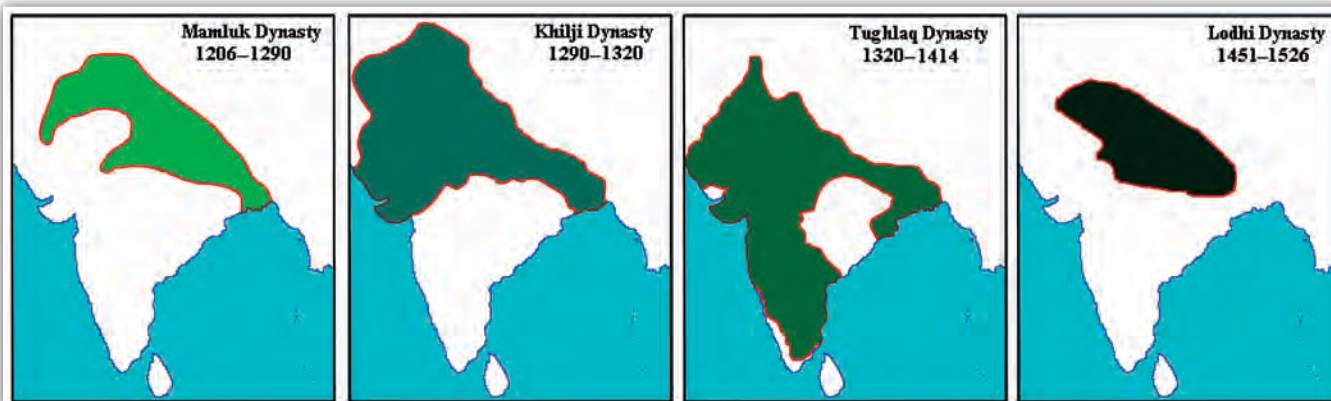 Mamluk Dynasty
1206–1290
Khilji Dynasty
1290–1320
Tughlaq Dynasty
1320–1414
Lodhi Dynasty
1451–1526